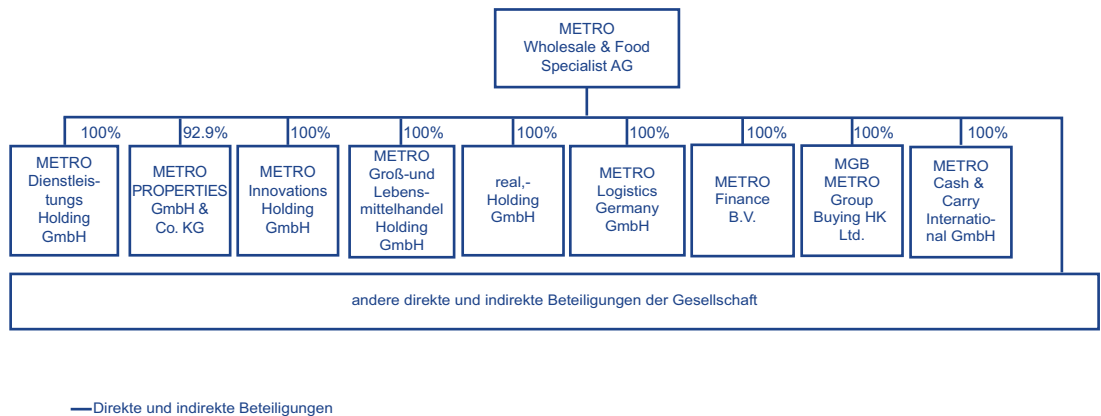 METRO
Wholesale & Food
Specialist AG
100%
92.9%
100%
100%
100%
100%
100%
100%
100%
METRO
Dienstleis-
tungs
Holding
GmbH
METRO
PROPERTIES
GmbH &
Co. KG
METRO
Innovations
Holding
GmbH
METRO
Groß-und
Lebens-
mittelhandel
Holding
GmbH
real,-
Holding
GmbH
METRO
Logistics
Germany
GmbH
METRO
Finance
B.V.
MGB
METRO
Group
Buying HK
Ltd.
METRO
Cash &
Carry
Internatio-
nal GmbH
andere direkte und indirekte Beteiligungen der Gesellschaft
Direkte und indirekte Beteiligungen